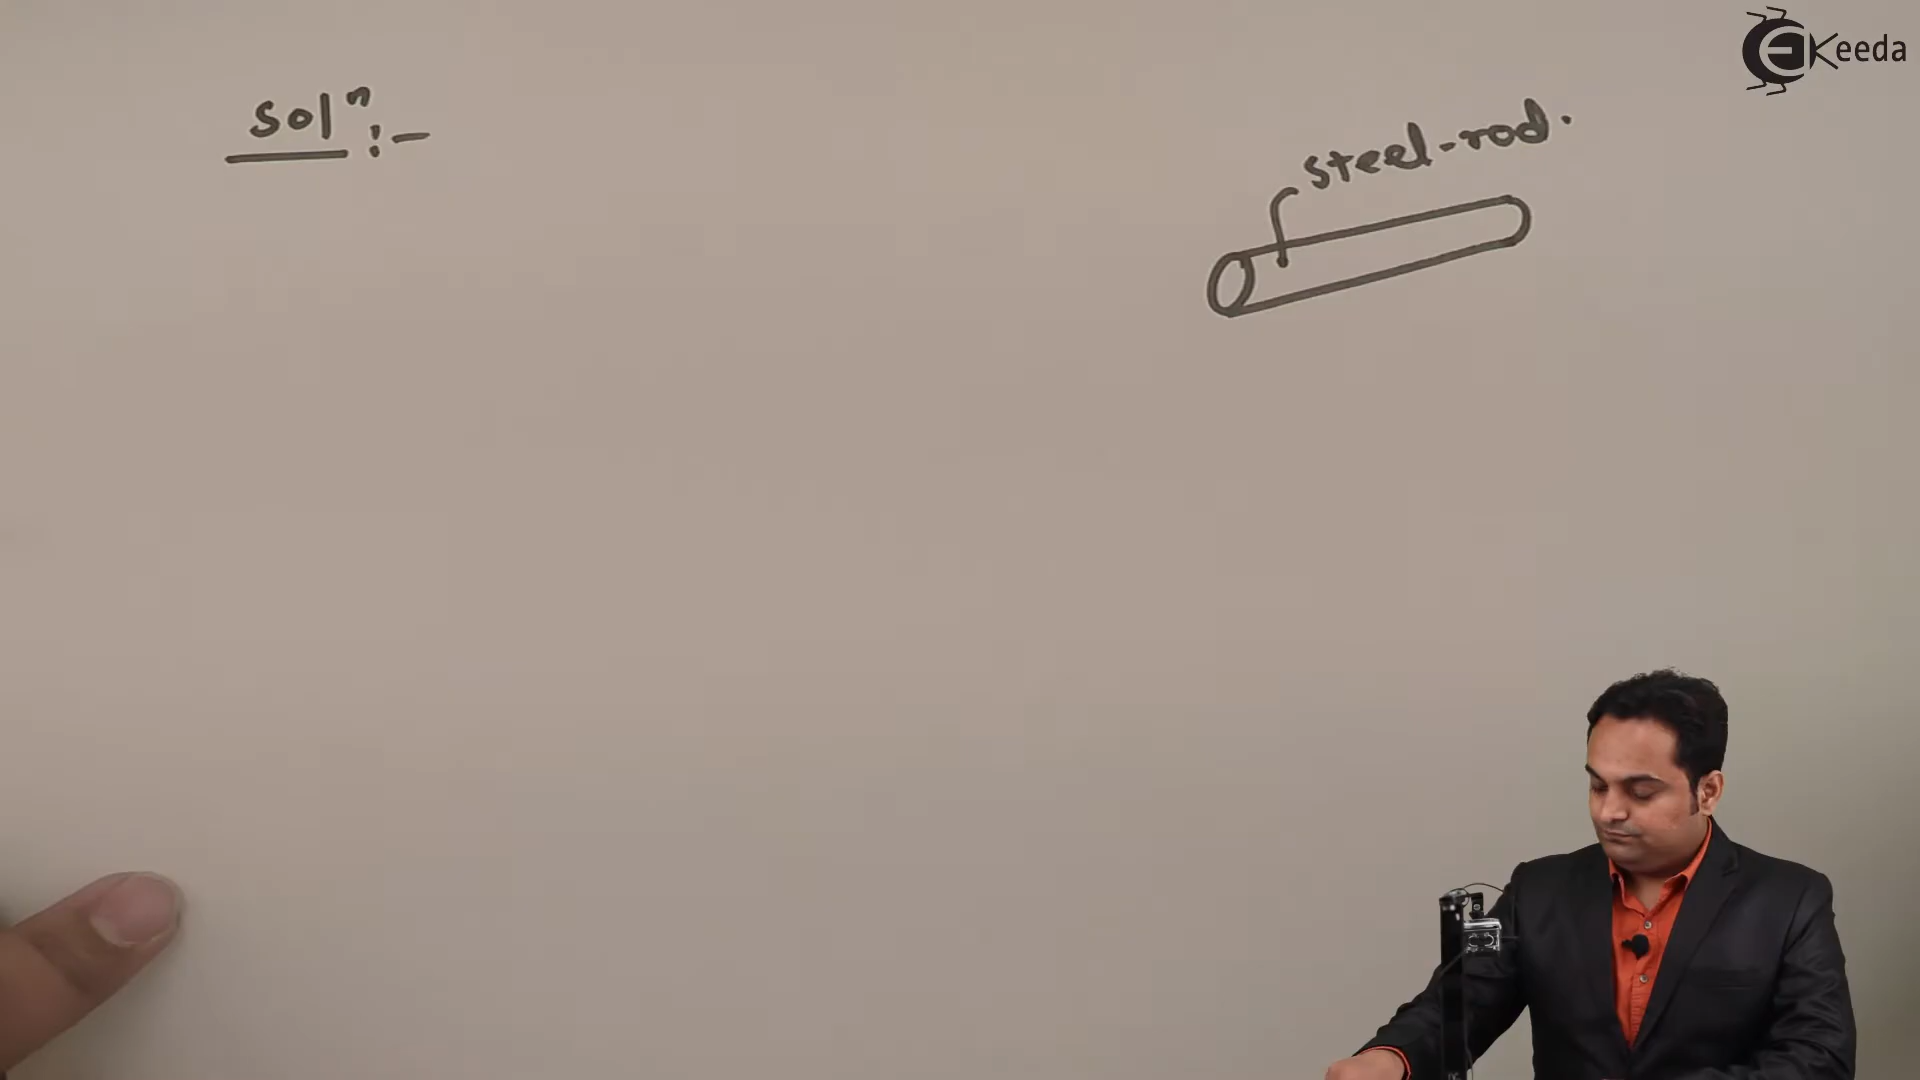 Keeda
solⁿ :-
steel-rod.